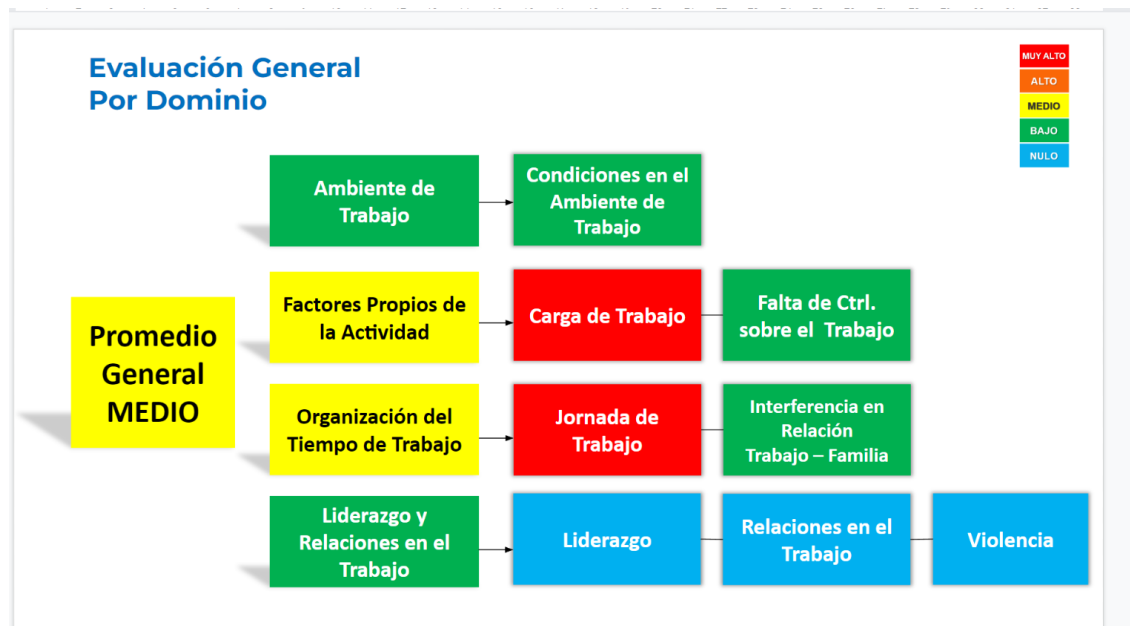 Evaluación General
Por Dominio
MUY ALTO
ALTO
MEDIO
BAJO
NULO
Ambiente de
Trabajo
Condiciones en el
Ambiente de
Trabajo
Promedio
General
MEDIO
Factores Propios de
la Actividad
Carga de Trabajo
Falta de Ctrl.
sobre el Trabajo
Organización del
Tiempo de Trabajo
Jornada de
Trabajo
Interferencia en
Relación
Trabajo – Familia
Liderazgo y
Relaciones en el
Trabajo
Liderazgo
Relaciones en el
Trabajo
Violencia